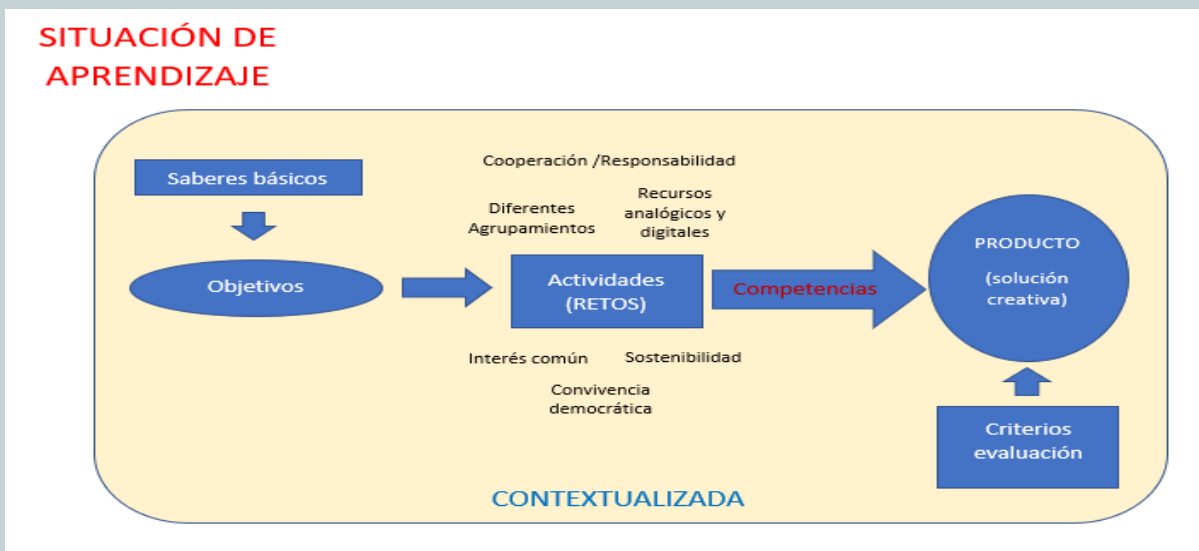 SITUACIÓN DE
APRENDIZAJE
Saberes básicos
Objetivos
Cooperación /Responsabilidad
Diferentes
Agrupamientos
Recursos
analógicos y
digitales
Actividades
(RETOS)
Interés común
Sostenibilidad
Convivencia
democrática
Competencias
PRODUCTO
(solución
creativa)
Criterios
evaluación
CONTEXTUALIZADA